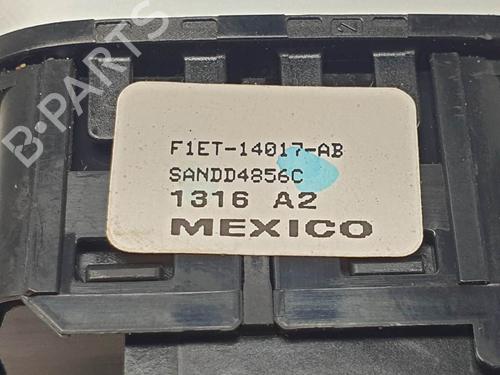 B-PARTS
F1ET-14017-AB
SANDD4856C
1316 A2
MEXICO